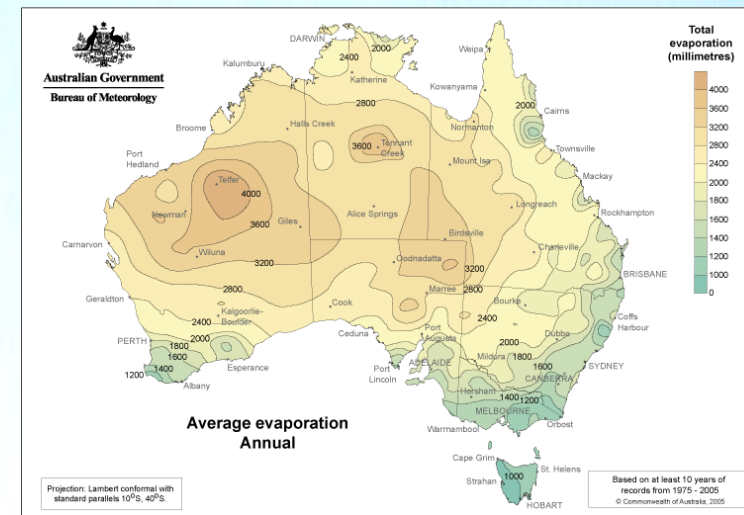 Australian Government
Bureau of Meteorology
Total
evaporation
(millimetres)
4000
3600
3200
2800
2400
2000
1800
1600
1400
1200
1000
0
DARWIN
2000
2400
Weipa
Kalumburu
Katherine
Kowanyama
2800
2000
Cairns
Broome
Halls Creek
Normanton
3600
Tennant
Creek
Townsville
Port
Hedland
Mount Isa
Mackay
Telfer
4000
Newman
Alice Springs
Longreach
Rockhampton
3600
Giles
Birdsville
Carnarvon
Wiluna
3200
Oodnadatta
3200
Charleville
BRISBANE
2800
Marree
2800
Geraldton
Cook
Bourke
Coffs
Harbour
Kalgoorlie-
Boulder
2400
2400
2000
Ceduna
Port
Augusta
2000
Dubbo
PERTH
1800
1600
1400
1200
Esperance
Albany
Port
Lincoln
ADELAIDE
Mildura
1800
1600
SYDNEY
CANBERRA
Horsham
1400
1200
MELBOURNE
Orbost
Warrnambool
Average evaporation
Annual
Cape Grim
St. Helens
1000
Strahan
HOBART
Projection: Lambert conformal with
standard parallels 10°S, 40°S.
Based on at least 10 years of
records from 1975 - 2005
© Commonwealth of Australia, 2005